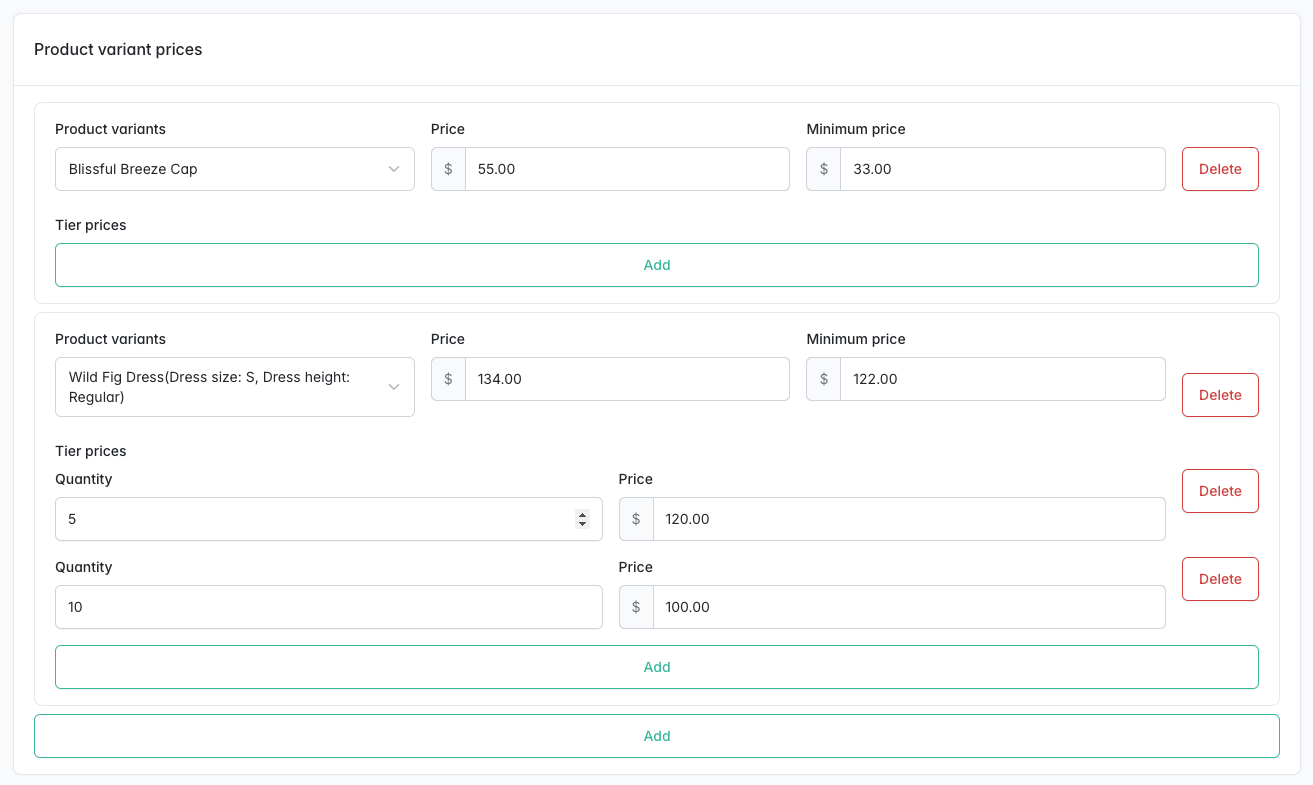 Product variant prices
Product variants Price Minimum price
Blissful Breeze Cap $ 55.00 $ 33.00 Delete
Tier prices
Add
Product variants Price Minimum price
Wild Fig Dress(Dress size: S, Dress height:
Regular)
$ 134.00 $ 122.00 Delete
Tier prices
Quantity Price
5 $ 120.00 Delete
Quantity Price
10 $ 100.00 Delete
Add
Add